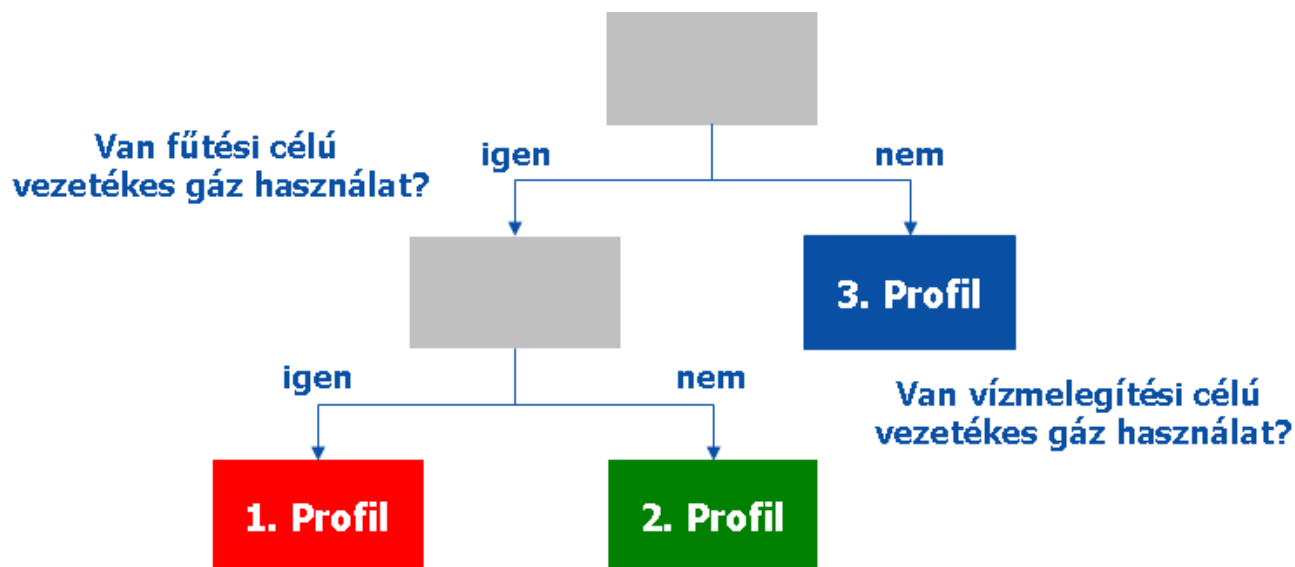 Van fűtési célú
vezetékes gáz használat?
igen
nem
3. Profil
igen
nem
Van vízmelegítési célú
vezetékes gáz használat?
1. Profil
2. Profil